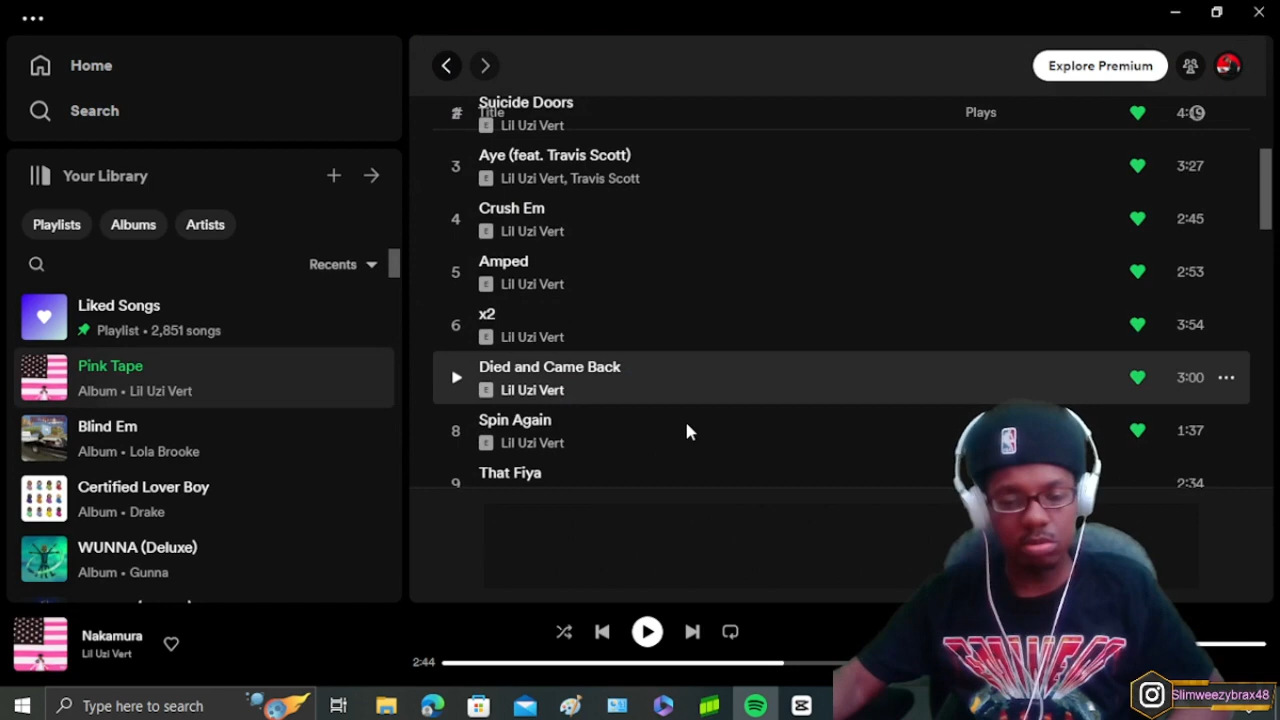 Home
Search
Your Library
Playlists
Albums
Artists
Recents
Liked Songs
Playlist • 2,851 songs
Pink Tape
Album • Lil Uzi Vert
Blind Em
Album • Lola Brooke
Certified Lover Boy
Album • Drake
WUNNA (Deluxe)
Album • Gunna
Explore Premium
# Title Plays
Suicide Doors
E Lil Uzi Vert
3 Aye (feat. Travis Scott) 3:27
E Lil Uzi Vert, Travis Scott
4 Crush Em 2:45
E Lil Uzi Vert
5 Amped 2:53
E Lil Uzi Vert
6 x2 3:54
E Lil Uzi Vert
Died and Came Back 3:00
E Lil Uzi Vert
8 Spin Again 1:37
E Lil Uzi Vert
9 That Fiya 2:34
Nakamura
Lil Uzi Vert
2:44
Type here to search
Slimweezybrax48